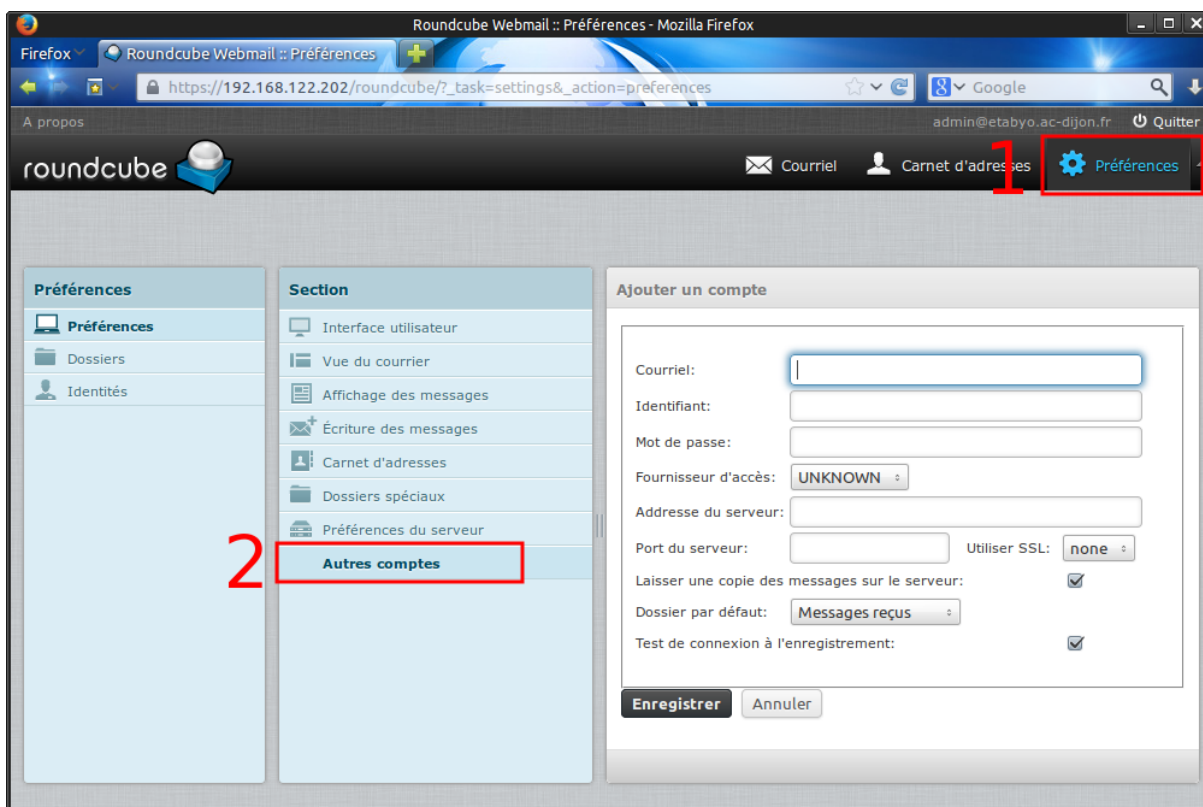 Roundcube Webmail :: Préférences - Mozilla Firefox
Firefox
Roundcube Webmail :: Préférences
https://192.168.122.202/roundcube/?_task=settings&_action=preferences
8 Google
A propos
admin@etabyo.ac-dijon.fr Quitter
roundcube
Courriel Carnet d'adresses 1 Préférences
Préférences
Préférences
Dossiers
Identités
Section
Interface utilisateur
Vue du courrier
Affichage des messages
Écriture des messages
Carnet d'adresses
Dossiers spéciaux
Préférences du serveur
2 Autres comptes
Ajouter un compte
Courriel:
Identifiant:
Mot de passe:
Fournisseur d'accès: UNKNOWN
Addresse du serveur:
Port du serveur: Utiliser SSL: none
Laisser une copie des messages sur le serveur:
Dossier par défaut: Messages reçus
Test de connexion à l'enregistrement:
Enregistrer Annuler